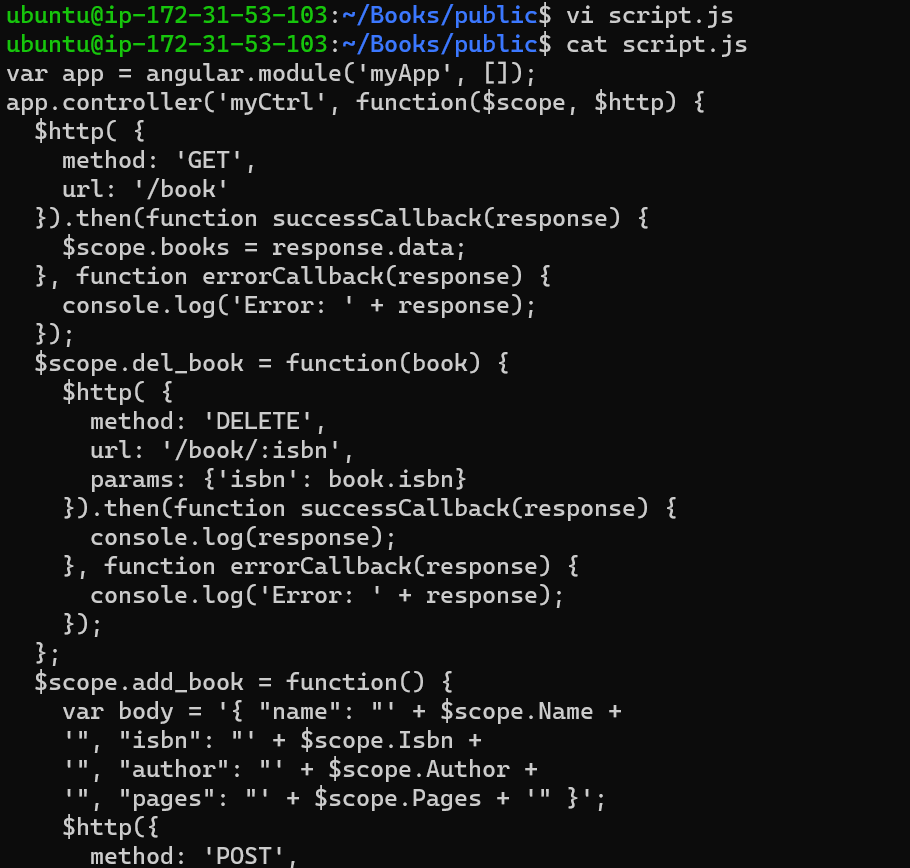 ubuntu@ip-172-31-53-103:~/Books/public$ vi script.js
ubuntu@ip-172-31-53-103:~/Books/public$ cat script.js
var app = angular.module('myApp', []);
app.controller('myCtrl', function($scope, $http) {
  $http( {
    method: 'GET',
    url: '/book'
  }).then(function successCallback(response) {
    $scope.books = response.data;
  }, function errorCallback(response) {
    console.log('Error: ' + response);
  });
  $scope.del_book = function(book) {
    $http( {
      method: 'DELETE',
      url: '/book/:isbn',
      params: {'isbn': book.isbn}
    }).then(function successCallback(response) {
      console.log(response);
    }, function errorCallback(response) {
      console.log('Error: ' + response);
    });
  };
  $scope.add_book = function() {
    var body = '{ "name": "' + $scope.Name +
    '", "isbn": "' + $scope.Isbn +
    '", "author": "' + $scope.Author +
    '", "pages": "' + $scope.Pages + '" }';
    $http({
      method: 'POST',